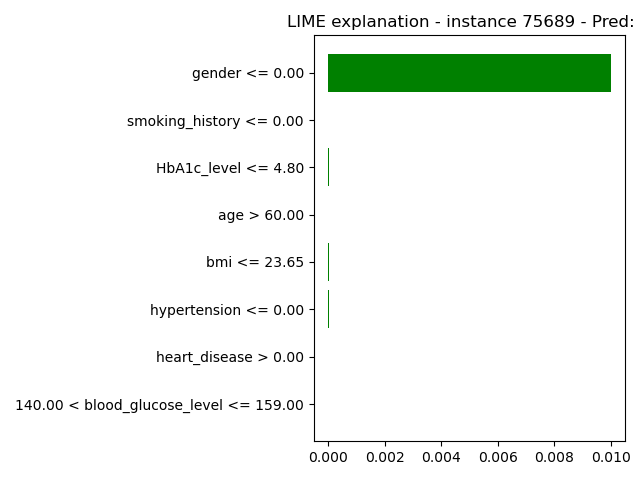 LIME explanation - instance 75689 - Pred:
gender <= 0.00
smoking_history <= 0.00
HbA1c_level <= 4.80
age > 60.00
bmi <= 23.65
hypertension <= 0.00
heart_disease > 0.00
140.00 < blood_glucose_level <= 159.00
0.000 0.002 0.004 0.006 0.008 0.010